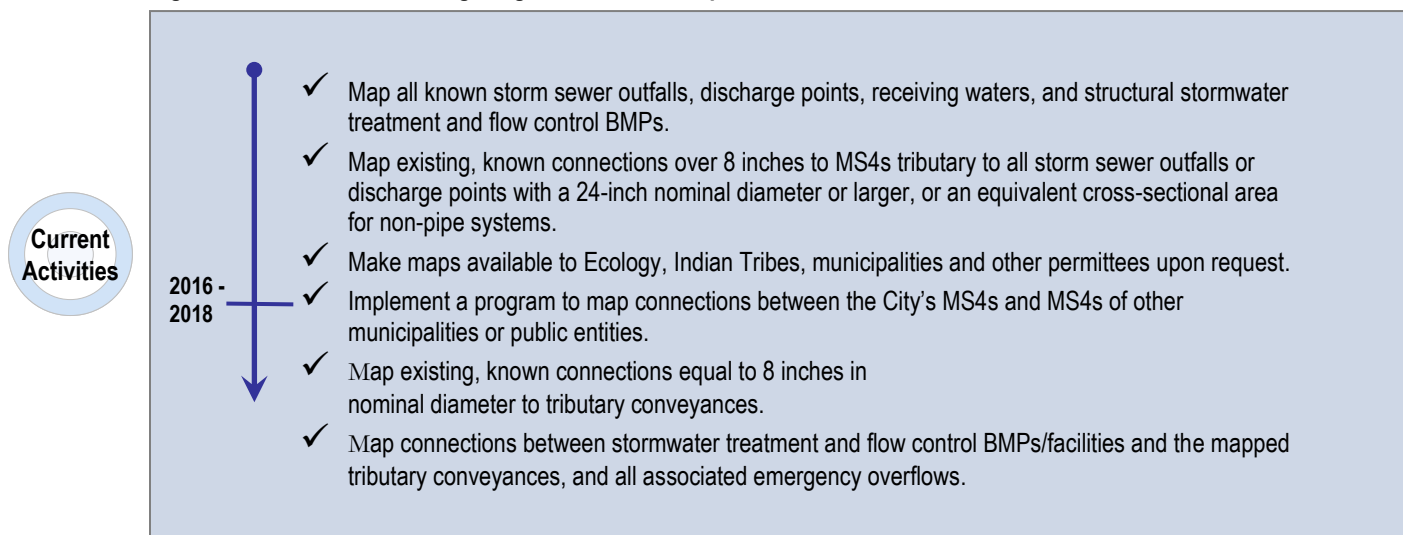 Current
Activities
2016 -
2018
✓ Map all known storm sewer outfalls, discharge points, receiving waters, and structural stormwater
treatment and flow control BMPs.
✓ Map existing, known connections over 8 inches to MS4s tributary to all storm sewer outfalls or
discharge points with a 24-inch nominal diameter or larger, or an equivalent cross-sectional area
for non-pipe systems.
✓ Make maps available to Ecology, Indian Tribes, municipalities and other permittees upon request.
✓ Implement a program to map connections between the City's MS4s and MS4s of other
municipalities or public entities.
✓ Map existing, known connections equal to 8 inches in
nominal diameter to tributary conveyances.
✓ Map connections between stormwater treatment and flow control BMPs/facilities and the mapped
tributary conveyances, and all associated emergency overflows.